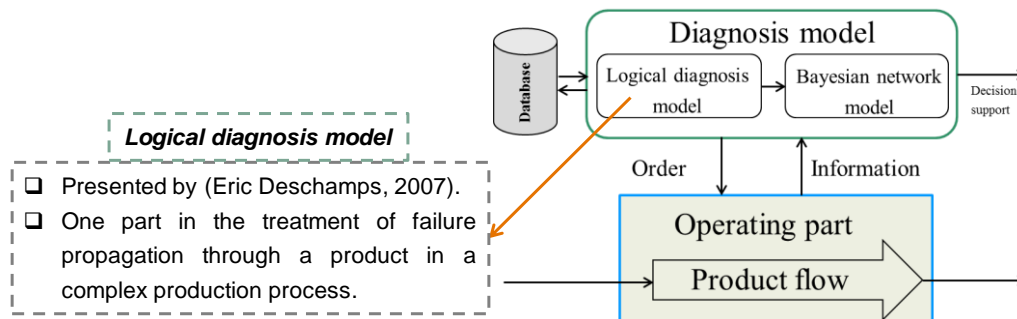 Diagnosis model
Database
Logical diagnosis
model
Bayesian network
model
Decision
support
Logical diagnosis model
Order
Information
❑ Presented by (Eric Deschamps, 2007).
❑ One part in the treatment of failure
propagation through a product in a
complex production process.
Operating part
Product flow